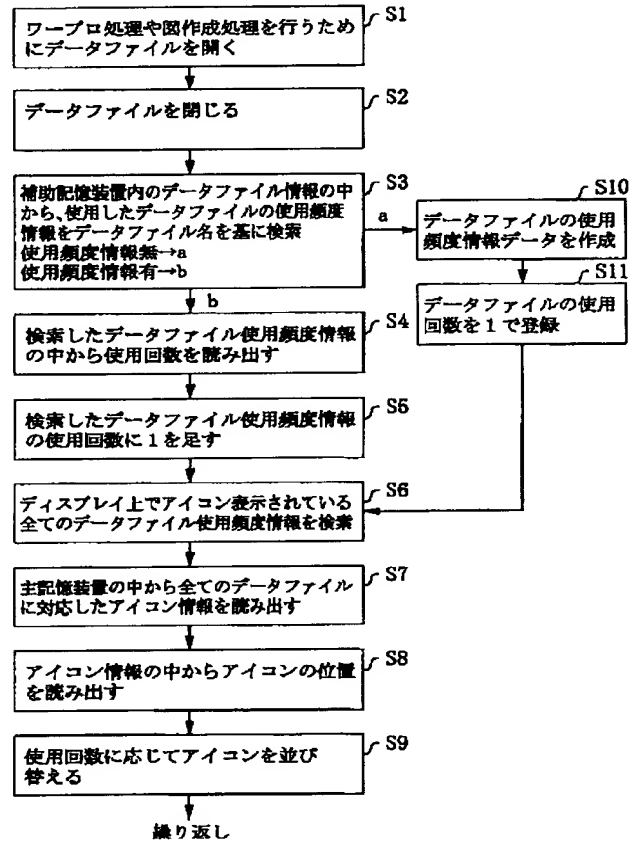 ワープロ処理や図作成処理を行うため
にデータファイルを開く
S1
データファイルを閉じる
S2
補助記憶装置内のデータファイル情報の中
から、使用したデータファイルの使用頻度
情報をデータファイル名を基に検索
使用頻度情報無→a
使用頻度情報有→b
S3
a
データファイルの使用
頻度情報データを作成
S10
データファイルの使用
回数を1で登録
S11
b
検索したデータファイル使用頻度情報
の中から使用回数を読み出す
S4
検索したデータファイル使用頻度情報
の使用回数に1を足す
S5
ディスプレイ上でアイコン表示されている
全てのデータファイル使用頻度情報を検索
S6
主記憶装置の中から全てのデータファイル
に対応したアイコン情報を読み出す
S7
アイコン情報の中からアイコンの位置
を読み出す
S8
使用回数に応じてアイコンを並び
替える
S9
繰り返し